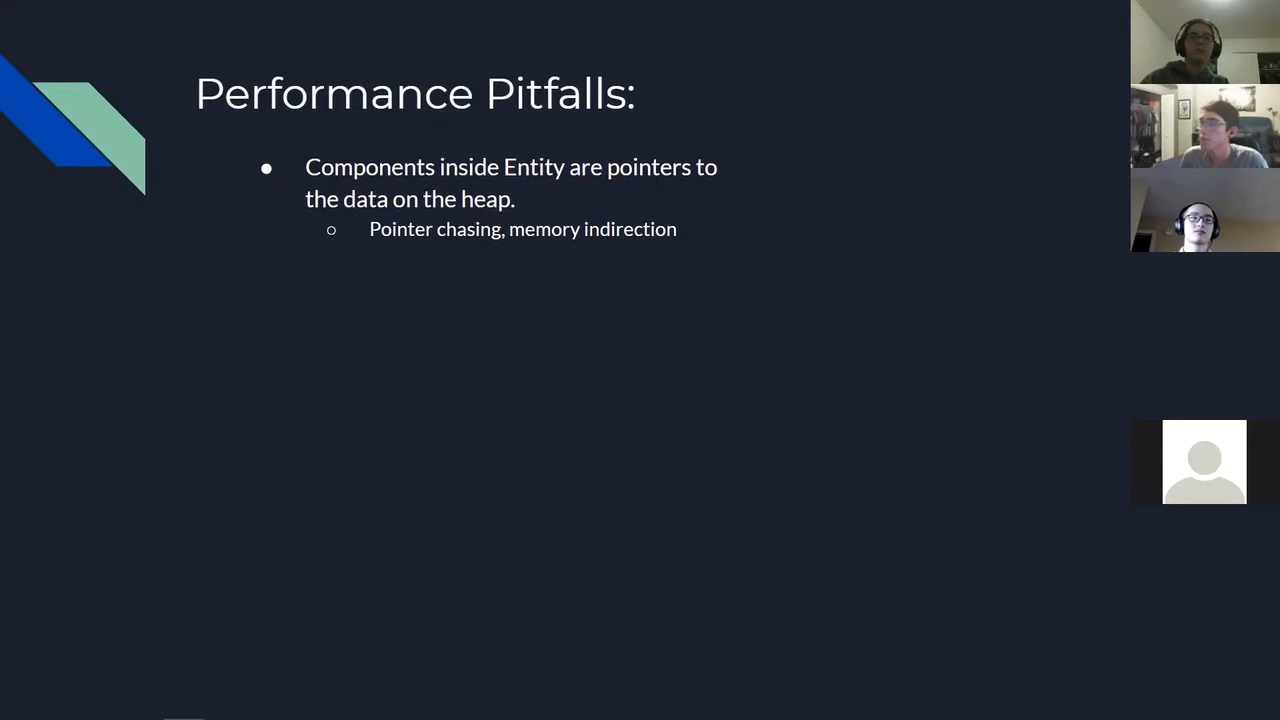 Performance Pitfalls:
● Components inside Entity are pointers to
the data on the heap.
○ Pointer chasing, memory indirection